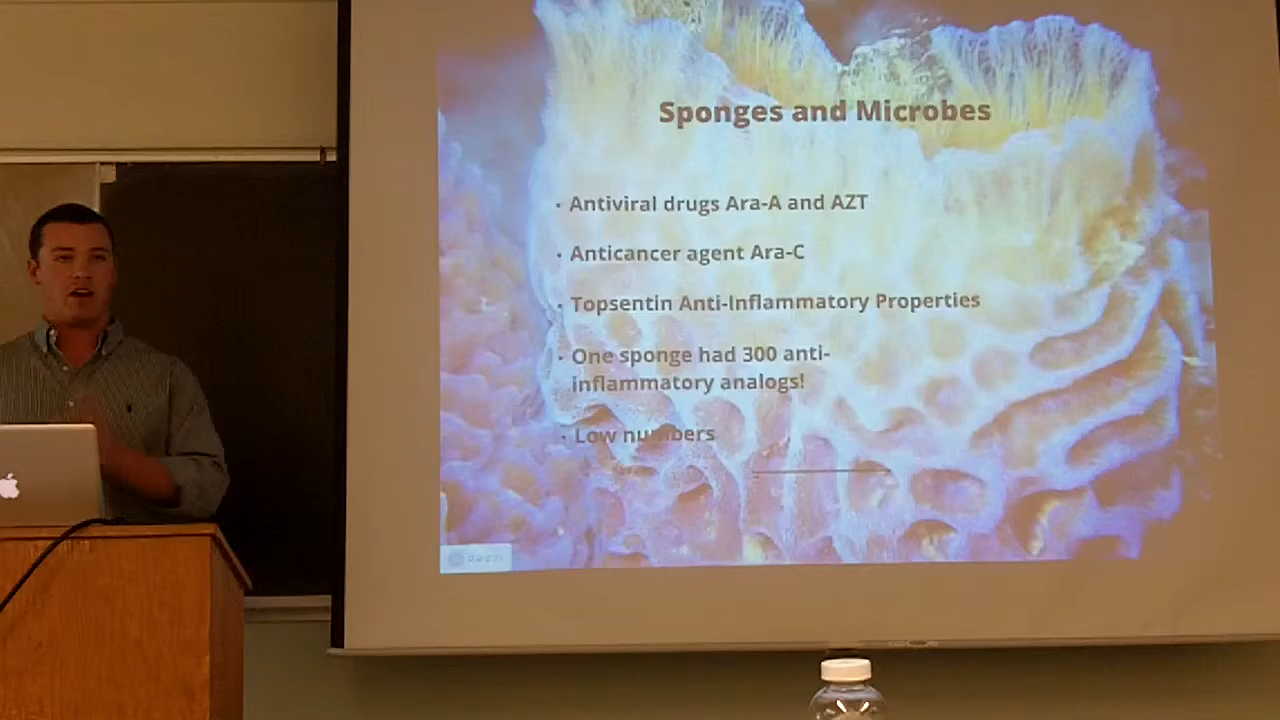 Sponges and Microbes
· Antiviral drugs Ara-A and AZT
· Anticancer agent Ara-C
· Topsentin Anti-Inflammatory Properties
· One sponge had 300 anti-
inflammatory analogs!
· Low numbers